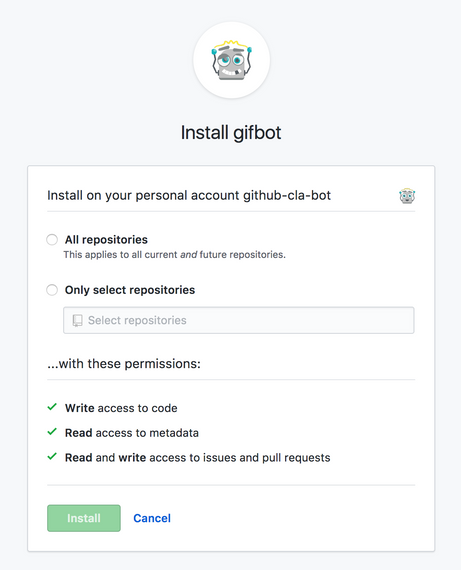 Install gifbot
Install on your personal account github-cla-bot
All repositories
This applies to all current and future repositories.
Only select repositories
Select repositories
...with these permissions:
Write access to code
Read access to metadata
Read and write access to issues and pull requests
Install Cancel